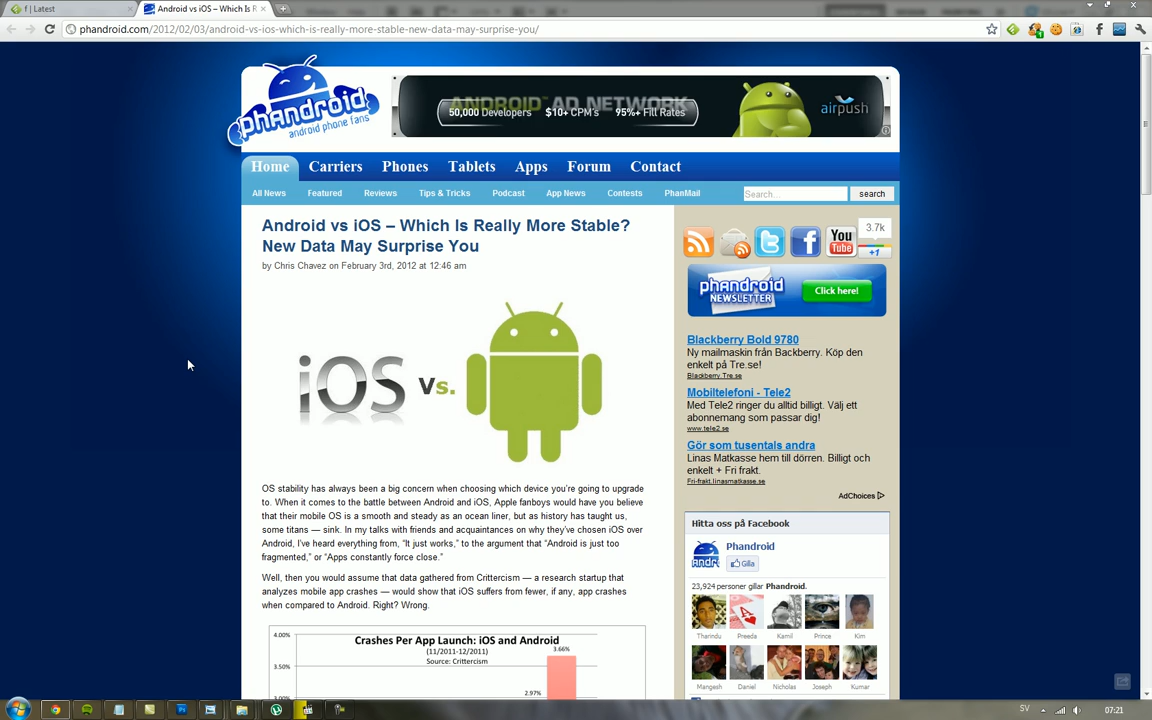 f | Latest
Android vs iOS – Which Is R
phandroid.com/2012/02/03/android-vs-ios-which-is-really-more-stable-new-data-may-surprise-you/
phandroid
android phone fans
ANDROID AD NETWORK
50,000 Developers $10+ CPM's 95%+ Fill Rates
airpush
Home Carriers Phones Tablets Apps Forum Contact
All News Featured Reviews Tips & Tricks Podcast App News Contests PhanMail
Search... search
Android vs iOS – Which Is Really More Stable?
New Data May Surprise You
by Chris Chavez on February 3rd, 2012 at 12:46 am
iOS vs.
OS stability has always been a big concern when choosing which device you're going to upgrade
to. When it comes to the battle between Android and iOS, Apple fanboys would have you believe
that their mobile OS is a smooth and steady as an ocean liner, but as history has taught us,
some titans — sink. In my talks with friends and acquaintances on why they've chosen iOS over
Android, I've heard everything from, "It just works," to the argument that "Android is just too
fragmented," or "Apps constantly force close."
Well, then you would assume that data gathered from Crittercism — a research startup that
analyzes mobile app crashes — would show that iOS suffers from fewer, if any, app crashes
when compared to Android. Right? Wrong.
Crashes Per App Launch: iOS and Android
(11/2011-12/2011)
Source: Crittercism
4.00%
3.66%
3.50%
2.97%
3.00%
You
Tube
3.7k
+1
phandroid
NEWSLETTER
Click here!
Blackberry Bold 9780
Ny mailmaskin från Backberry. Köp den
enkelt på Tre.se!
Blackberry.Tre.se
Mobiltelefoni - Tele2
Med Tele2 ringer du alltid billigt. Välj ett
abonnemang som passar dig!
www.tele2.se
Gör som tusentals andra
Linas Matkasse hem till dörren. Billigt och
enkelt + Fri frakt.
Fri-frakt.linasmatkasse.se
AdChoices
Hitta oss på Facebook
Phandroid
Gilla
23,924 personer gillar Phandroid.
Tharindu Preeda Kamil Prince Kim
Mangesh Daniel Nicholas Joseph Kumar
SV
07:21